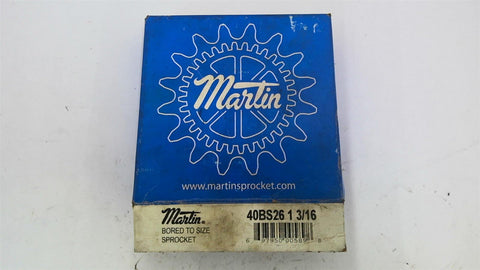 Martin
www.martinsprocket.com
Martin® 40BS26 1 3/16
BORED TO SIZE
SPROCKET